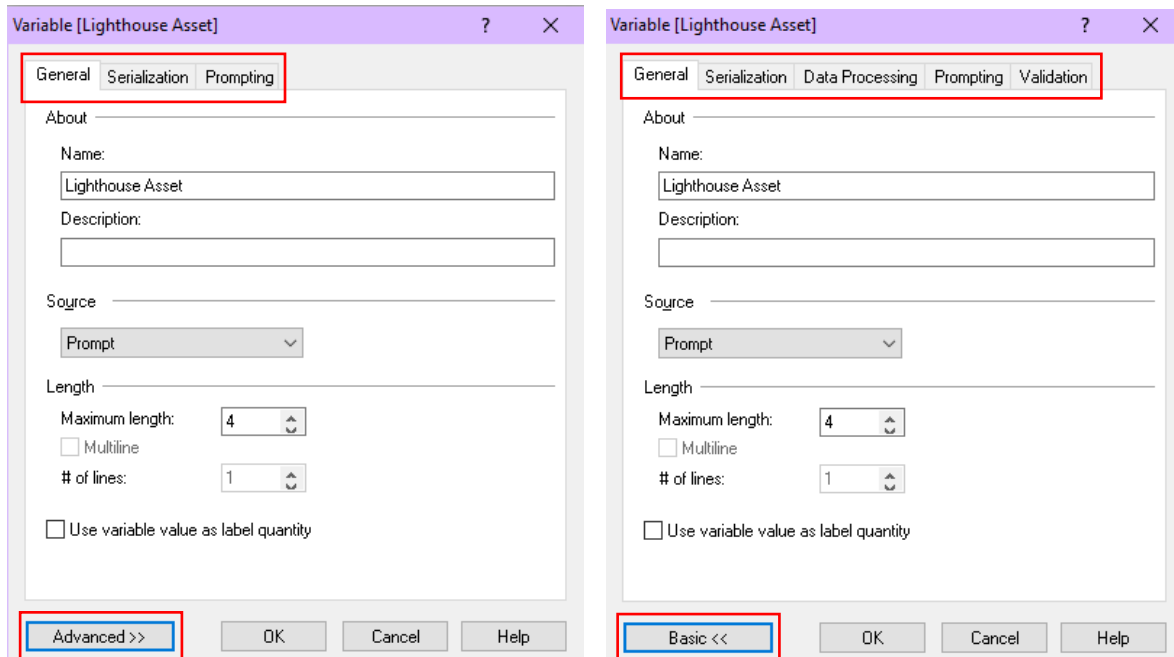 Variable [Lighthouse Asset]
?
General Serialization Prompting
About
Name:
Lighthouse Asset
Description:
Source
Prompt
Length
Maximum length: 4
Multiline
# of lines: 1
Use variable value as label quantity
Advanced >> OK Cancel Help
Variable [Lighthouse Asset]
?
General Serialization Data Processing Prompting Validation
About
Name:
Lighthouse Asset
Description:
Source
Prompt
Length
Maximum length: 4
Multiline
# of lines: 1
Use variable value as label quantity
Basic << OK Cancel Help